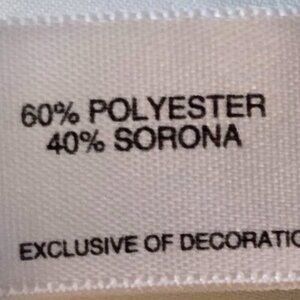 60% POLYESTER
40% SORONA
EXCLUSIVE OF DECORATIO